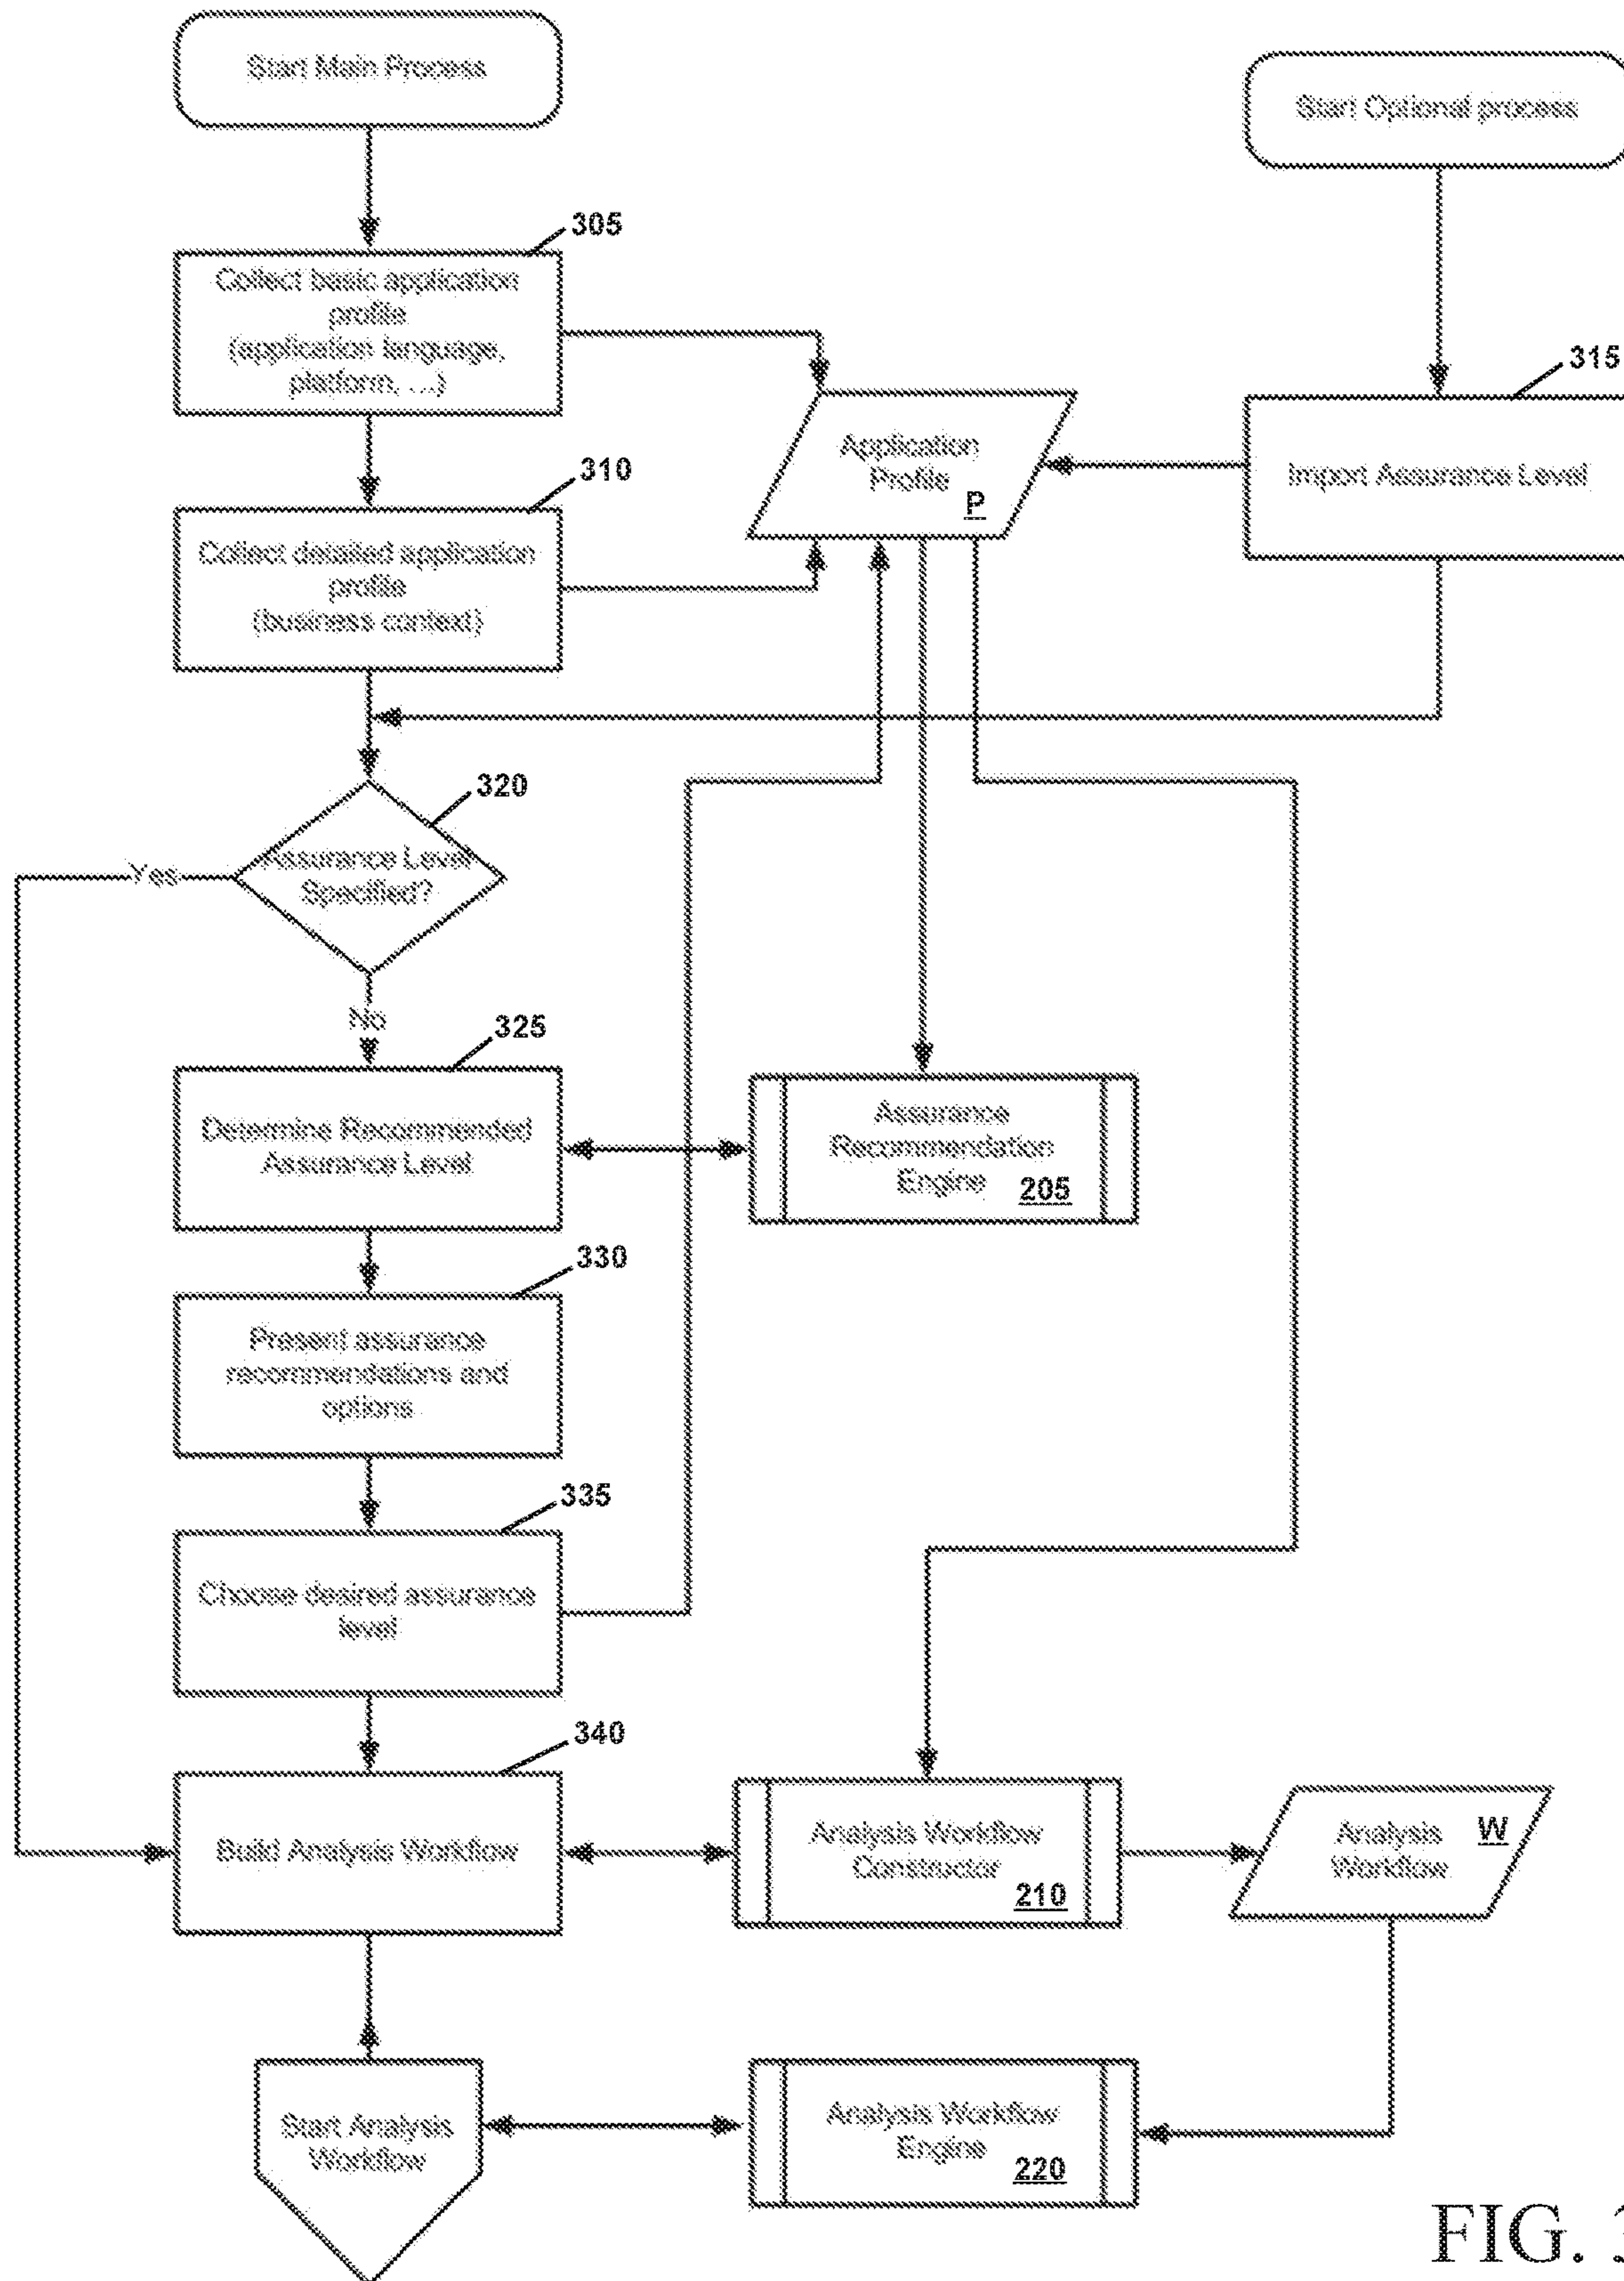 Start Main Process
Start Optional process
305
Collect basic application
profile
(application language,
platform, ...)
315
Application
Profile
P
Import Assurance Level
310
Collect detailed application
profile
(business context)
320
Assurance Level
Specified?
Yes
No
325
Determine Recommended
Assurance Level
Assurance
Recommendation
Engine
205
330
Present assurance
recommendations and
options
335
Choose desired assurance
level
340
Build Analysis Workflow
Analysis Workflow
Constructor
210
Analysis
Workflow
W
Start Analysis
Workflow
Analysis Workflow
Engine
220
FIG. 3